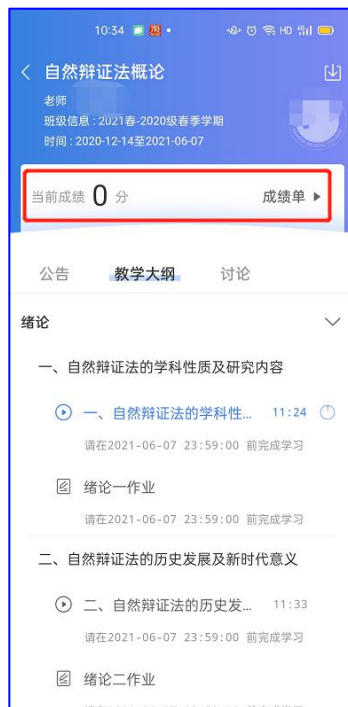 10:34
HD
自然辩证法概论
老师
班级信息：2021春-2020级春季学期
时间：2020-12-14至2021-06-07
当前成绩 0 分 成绩单
公告 教学大纲 讨论
绪论
一、自然辩证法的学科性质及研究内容
一、自然辩证法的学科性... 11:24
请在2021-06-07 23:59:00 前完成学习
绪论一作业
请在2021-06-07 23:59:00 前完成学习
二、自然辩证法的历史发展及新时代意义
二、自然辩证法的历史发... 11:33
请在2021-06-07 23:59:00 前完成学习
绪论二作业